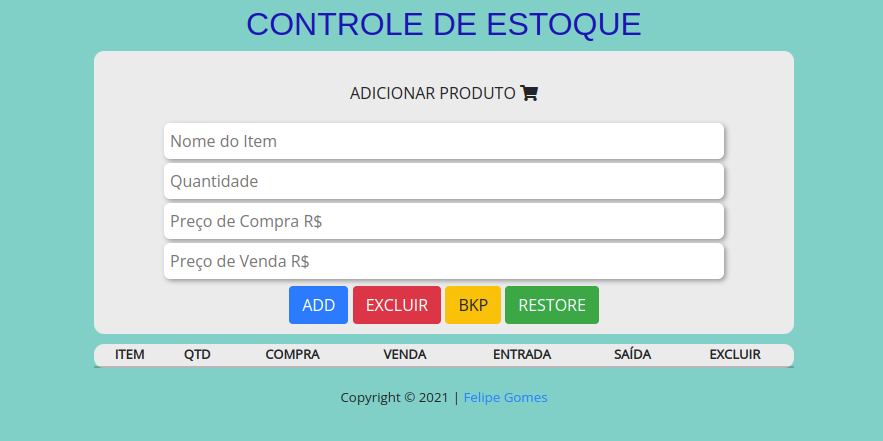 CONTROLE DE ESTOQUE
ADICIONAR PRODUTO
Nome do Item
Quantidade
Preço de Compra R$
Preço de Venda R$
ADD EXCLUIR BKP RESTORE
ITEM QTD COMPRA VENDA ENTRADA SAÍDA EXCLUIR
Copyright © 2021 | Felipe Gomes